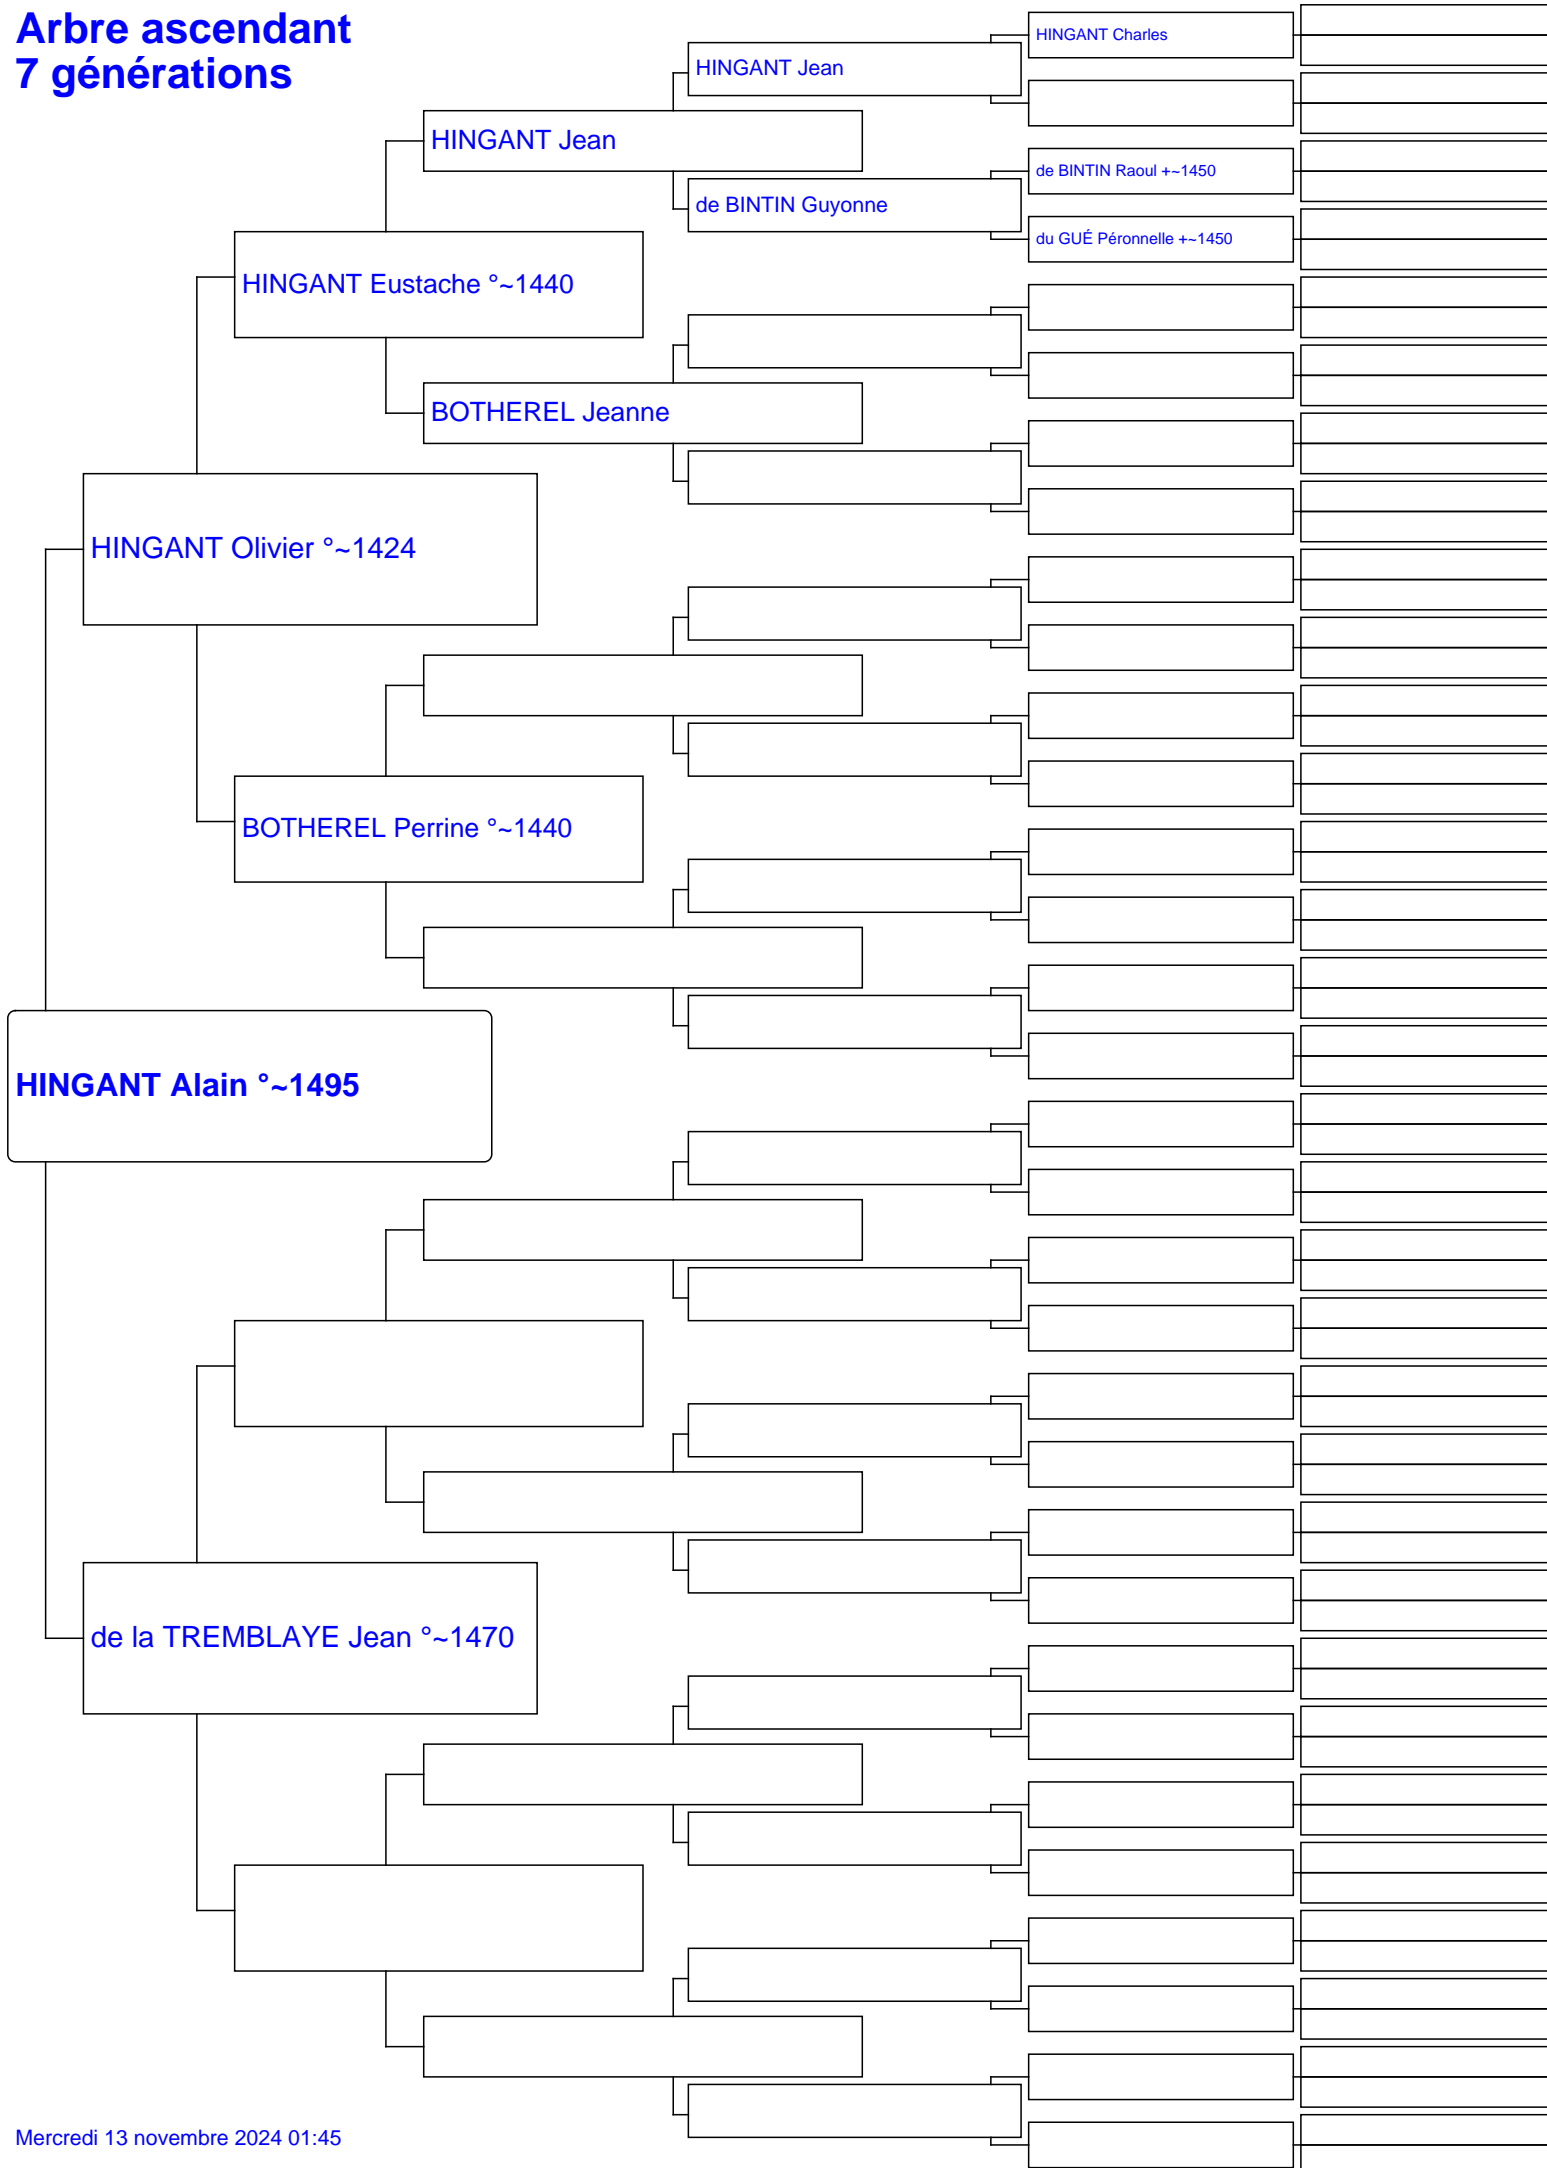 Arbre ascendant
7 générations
HINGANT Charles
HINGANT Jean
HINGANT Jean
de BINTIN Raoul +~1450
de BINTIN Guyonne
du GUÉ Péronnelle +~1450
HINGANT Eustache °~1440
BOTHEREL Jeanne
HINGANT Olivier °~1424
BOTHEREL Perrine °~1440
HINGANT Alain °~1495
de la TREMBLAYE Jean °~1470
Mercredi 13 novembre 2024 01:45